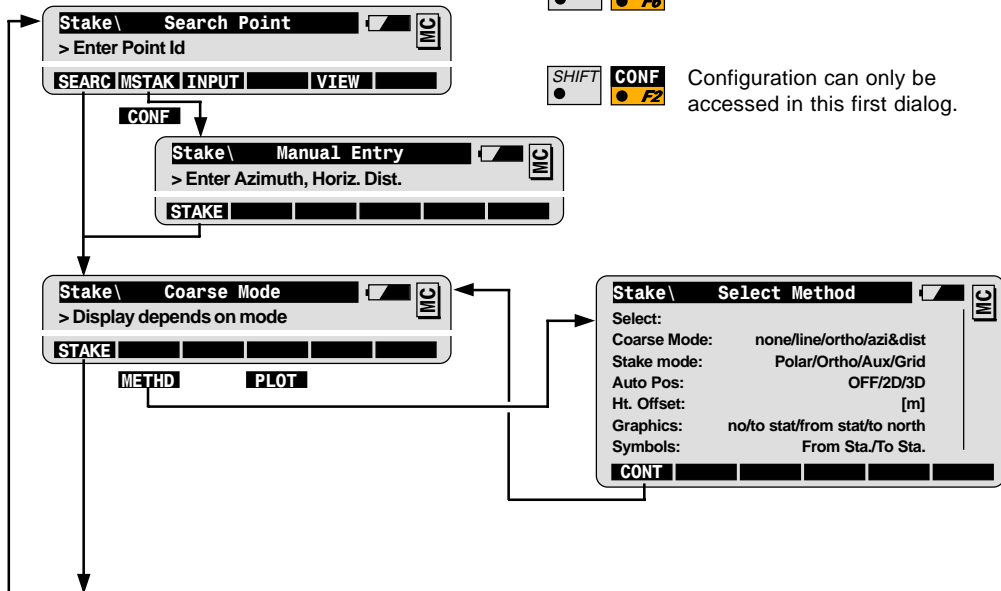 F6
Stake\ Search Point
MC
> Enter Point Id
SEARC MSTAK INPUT VIEW
CONF
SHIFT CONF
F2
Configuration can only be
accessed in this first dialog.
Stake\ Manual Entry
MC
> Enter Azimuth, Horiz. Dist.
STAKE
Stake\ Coarse Mode
MC
> Display depends on mode
STAKE
METHD PLOT
Stake\ Select Method
MC
Select:
Coarse Mode: none/line/ortho/azi&dist
Stake mode: Polar/Ortho/Aux/Grid
Auto Pos: OFF/2D/3D
Ht. Offset: [m]
Graphics: no/to stat/from stat/to north
Symbols: From Sta./To Sta.
CONT